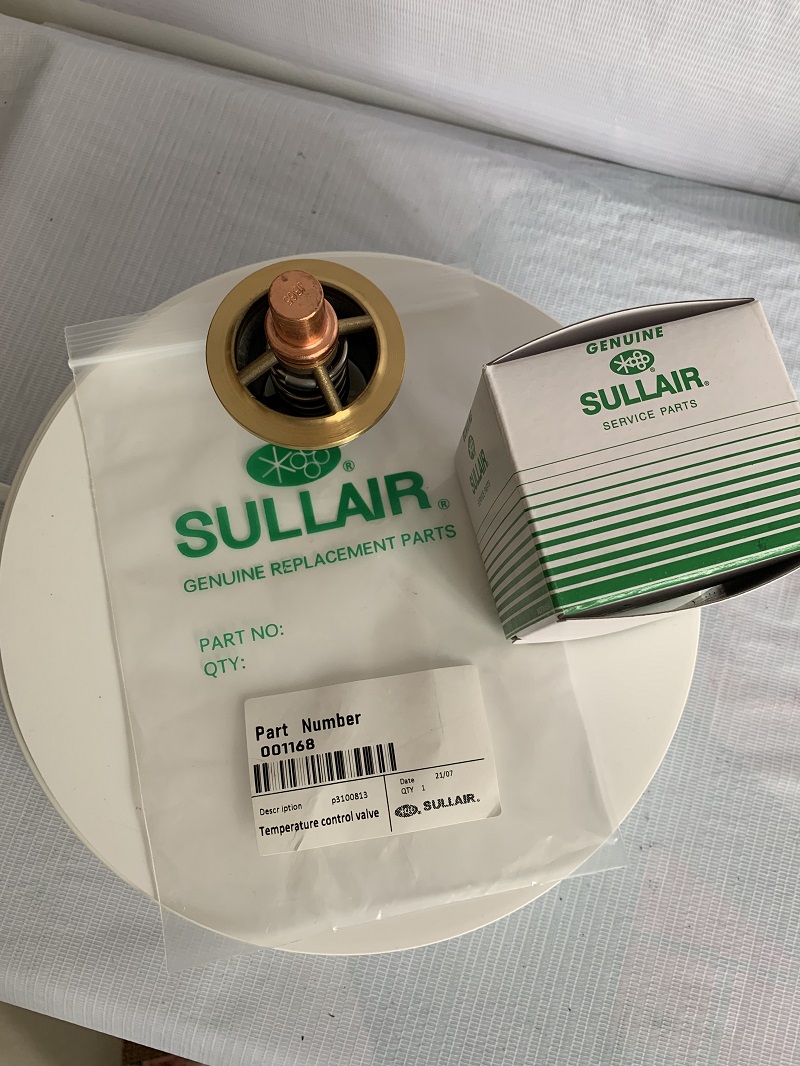 GENUINE
SULLAIR®
SERVICE PARTS
SULLAIR
®
SULLAIR®
GENUINE REPLACEMENT PARTS
PART NO:
QTY:
Part Number
001168
Date 21/07
QTY 1
Description p3100813
Temperature control valve
SULLAIR.